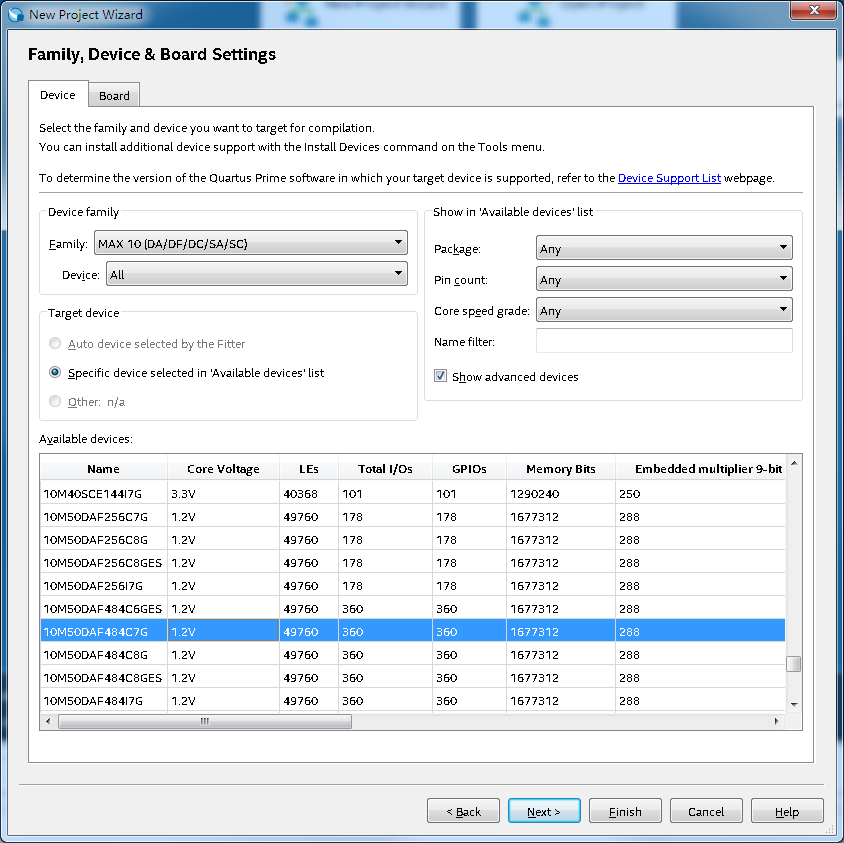 New Project Wizard
Family, Device & Board Settings
Device Board
Select the family and device you want to target for compilation.
You can install additional device support with the Install Devices command on the Tools menu.
To determine the version of the Quartus Prime software in which your target device is supported, refer to the Device Support List webpage.
Device family
Family: MAX 10 (DA/DF/DC/SA/SC)
Device: All
Target device
Auto device selected by the Fitter
Specific device selected in 'Available devices' list
Other: n/a
Show in 'Available devices' list
Package: Any
Pin count: Any
Core speed grade: Any
Name filter:
Show advanced devices
Available devices:
Name Core Voltage LEs Total I/Os GPIOs Memory Bits Embedded multiplier 9-bit
10M40SCE144I7G 3.3V 40368 101 101 1290240 250
10M50DAF256C7G 1.2V 49760 178 178 1677312 288
10M50DAF256C8G 1.2V 49760 178 178 1677312 288
10M50DAF256C8GES 1.2V 49760 178 178 1677312 288
10M50DAF256I7G 1.2V 49760 178 178 1677312 288
10M50DAF484C6GES 1.2V 49760 360 360 1677312 288
10M50DAF484C7G 1.2V 49760 360 360 1677312 288
10M50DAF484C8G 1.2V 49760 360 360 1677312 288
10M50DAF484C8GES 1.2V 49760 360 360 1677312 288
10M50DAF484I7G 1.2V 49760 360 360 1677312 288
< Back Next > Finish Cancel Help